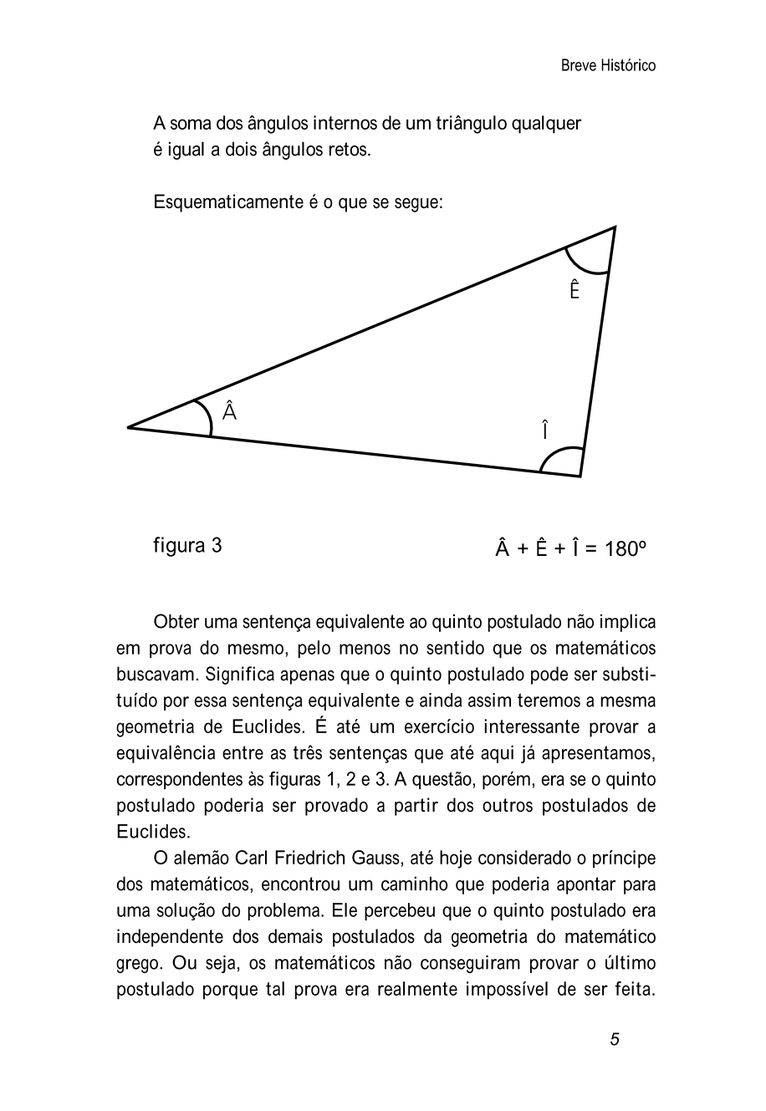 Breve Histórico
A soma dos ângulos internos de um triângulo qualquer
é igual a dois ângulos retos.
Esquematicamente é o que se segue:
Ê
Â
Î
figura 3
Â + Ê + Î = 180º
Obter uma sentença equivalente ao quinto postulado não implica
em prova do mesmo, pelo menos no sentido que os matemáticos
buscavam. Significa apenas que o quinto postulado pode ser substi-
tuído por essa sentença equivalente e ainda assim teremos a mesma
geometria de Euclides. É até um exercício interessante provar a
equivalência entre as três sentenças que até aqui já apresentamos,
correspondentes às figuras 1, 2 e 3. A questão, porém, era se o quinto
postulado poderia ser provado a partir dos outros postulados de
Euclides.
O alemão Carl Friedrich Gauss, até hoje considerado o príncipe
dos matemáticos, encontrou um caminho que poderia apontar para
uma solução do problema. Ele percebeu que o quinto postulado era
independente dos demais postulados da geometria do matemático
grego. Ou seja, os matemáticos não conseguiram provar o último
postulado porque tal prova era realmente impossível de ser feita.
5